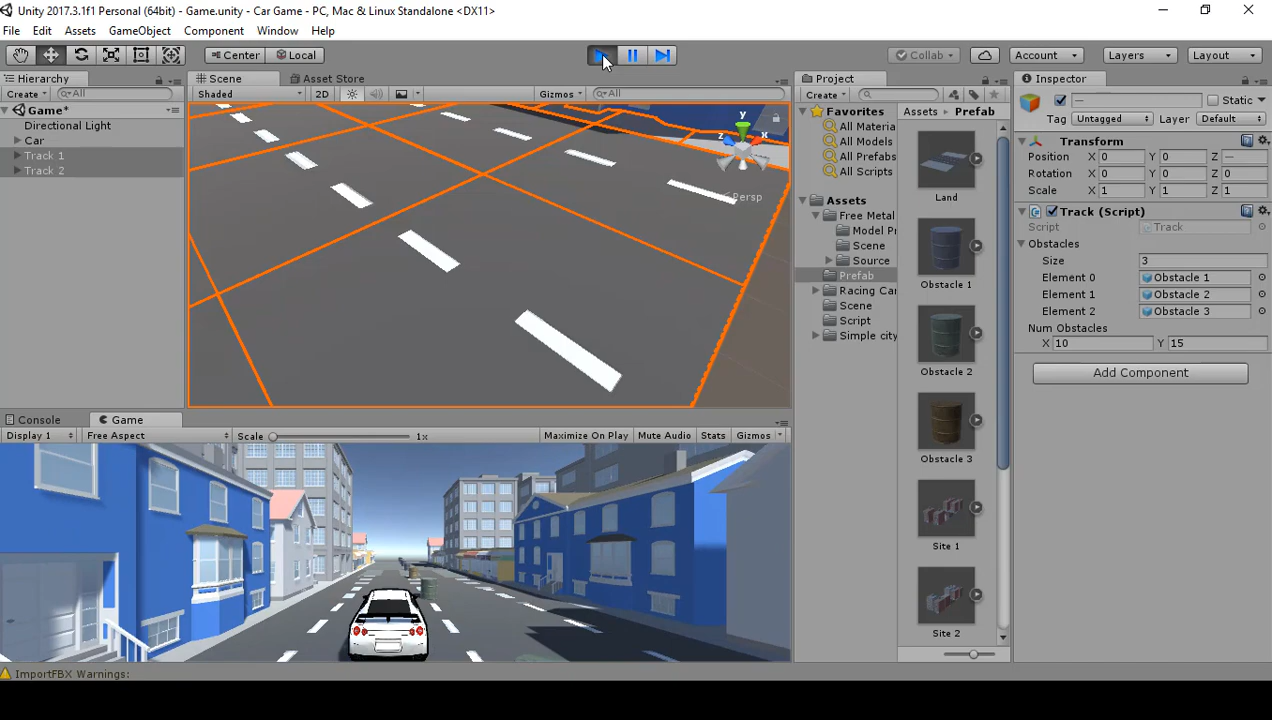 Unity 2017.3.1f1 Personal (64bit) - Game.unity - Car Game - PC, Mac & Linux Standalone <DX11>
File Edit Assets GameObject Component Window Help
Center Local Collab Account Layers Layout
Hierarchy
Create All
Game*
Directional Light
Car
Track 1
Track 2
Scene Asset Store
Shaded 2D Gizmos All
y
x
z
Persp
Console Game
Display 1 Free Aspect Scale 1x Maximize On Play Mute Audio Stats Gizmos
Project
Create
Favorites
All Materia
All Models
All Prefabs
All Scripts
Assets
Free Metal
Model Pr
Scene
Source
Prefab
Racing Car
Scene
Script
Simple city
Assets Prefab
Land
Obstacle 1
Obstacle 2
Obstacle 3
Site 1
Site 2
Inspector
— Static
Tag Untagged Layer Default
Transform
Position X 0 Y 0 Z —
Rotation X 0 Y 0 Z 0
Scale X 1 Y 1 Z 1
Track (Script)
Script Track
Obstacles
Size 3
Element 0 Obstacle 1
Element 1 Obstacle 2
Element 2 Obstacle 3
Num Obstacles
X 10 Y 15
Add Component
ImportFBX Warnings: